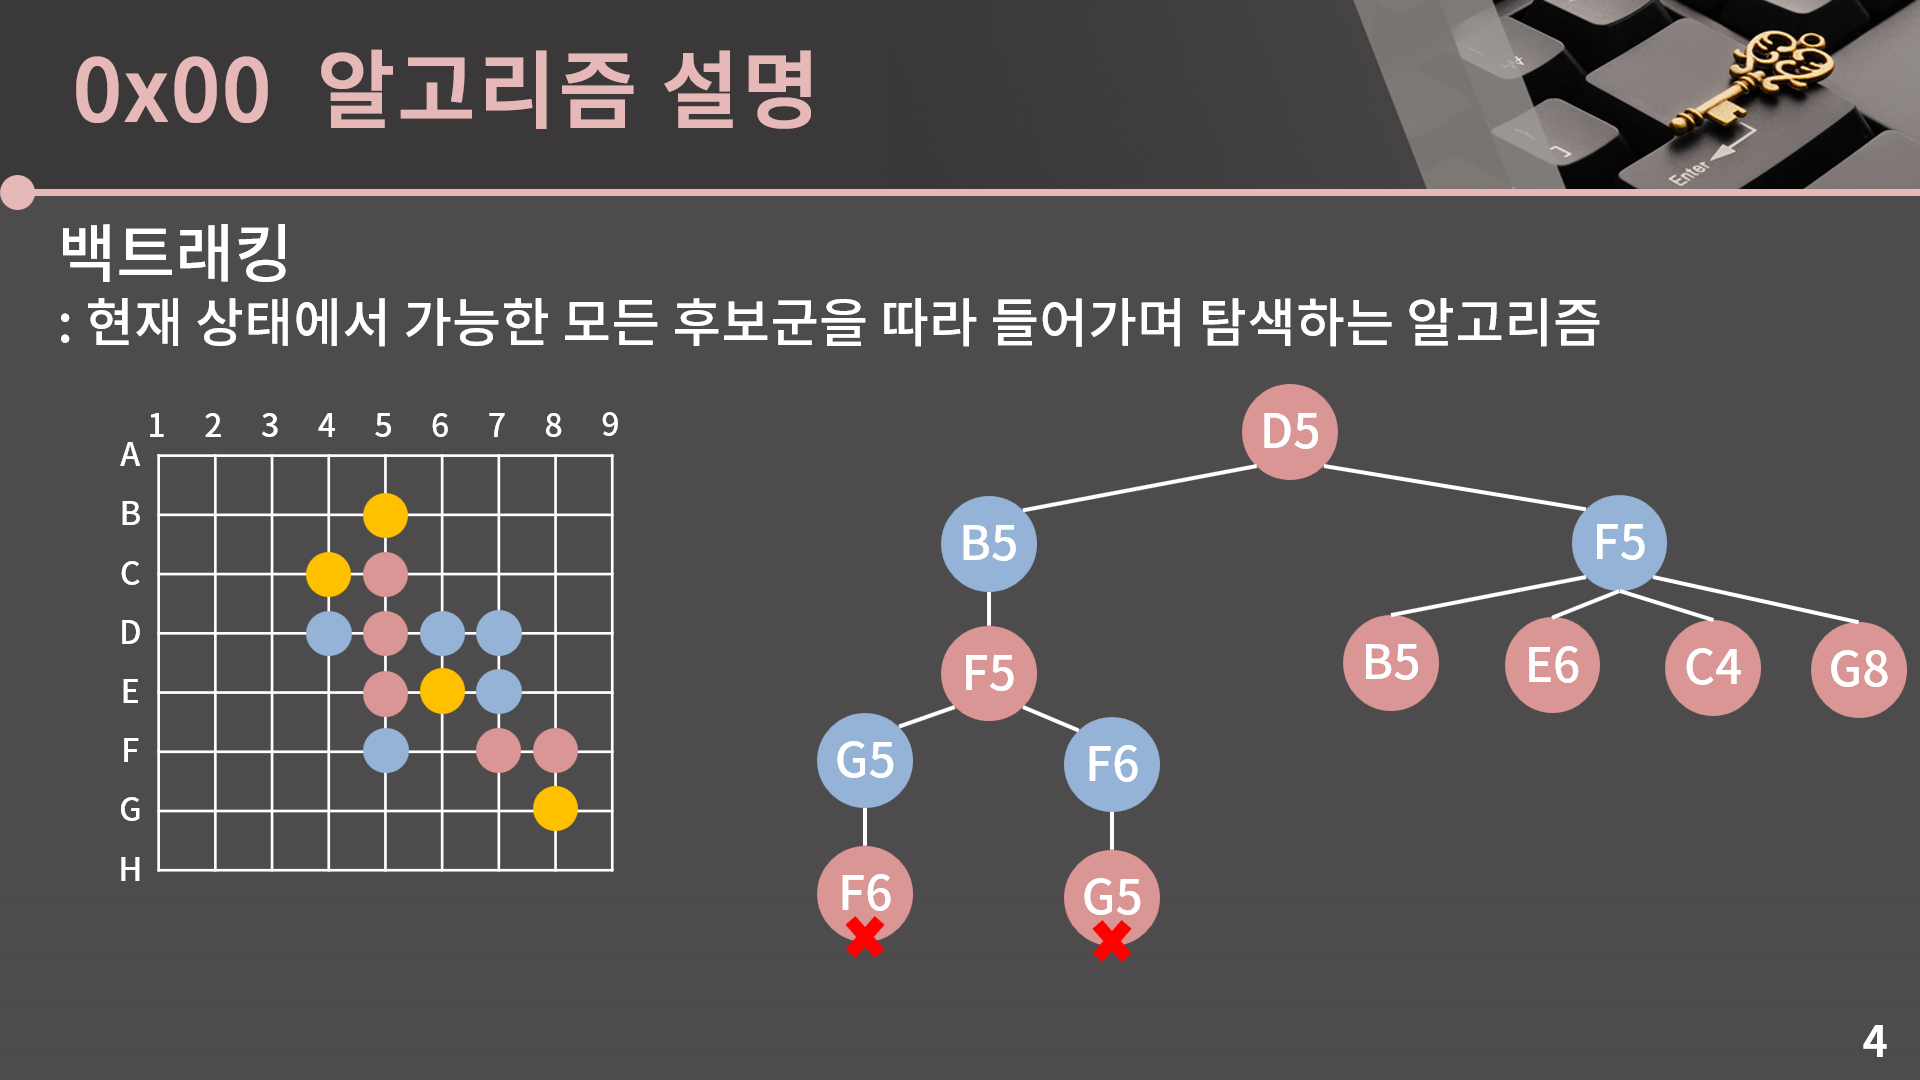 0x00 알고리즘 설명
Enter
백트래킹
: 현재 상태에서 가능한 모든 후보군을 따라 들어가며 탐색하는 알고리즘
1 2 3 4 5 6 7 8 9
A
B
C
D
E
F
G
H
D5
B5 F5
F5 B5 E6 C4 G8
G5 F6
F6 G5
4